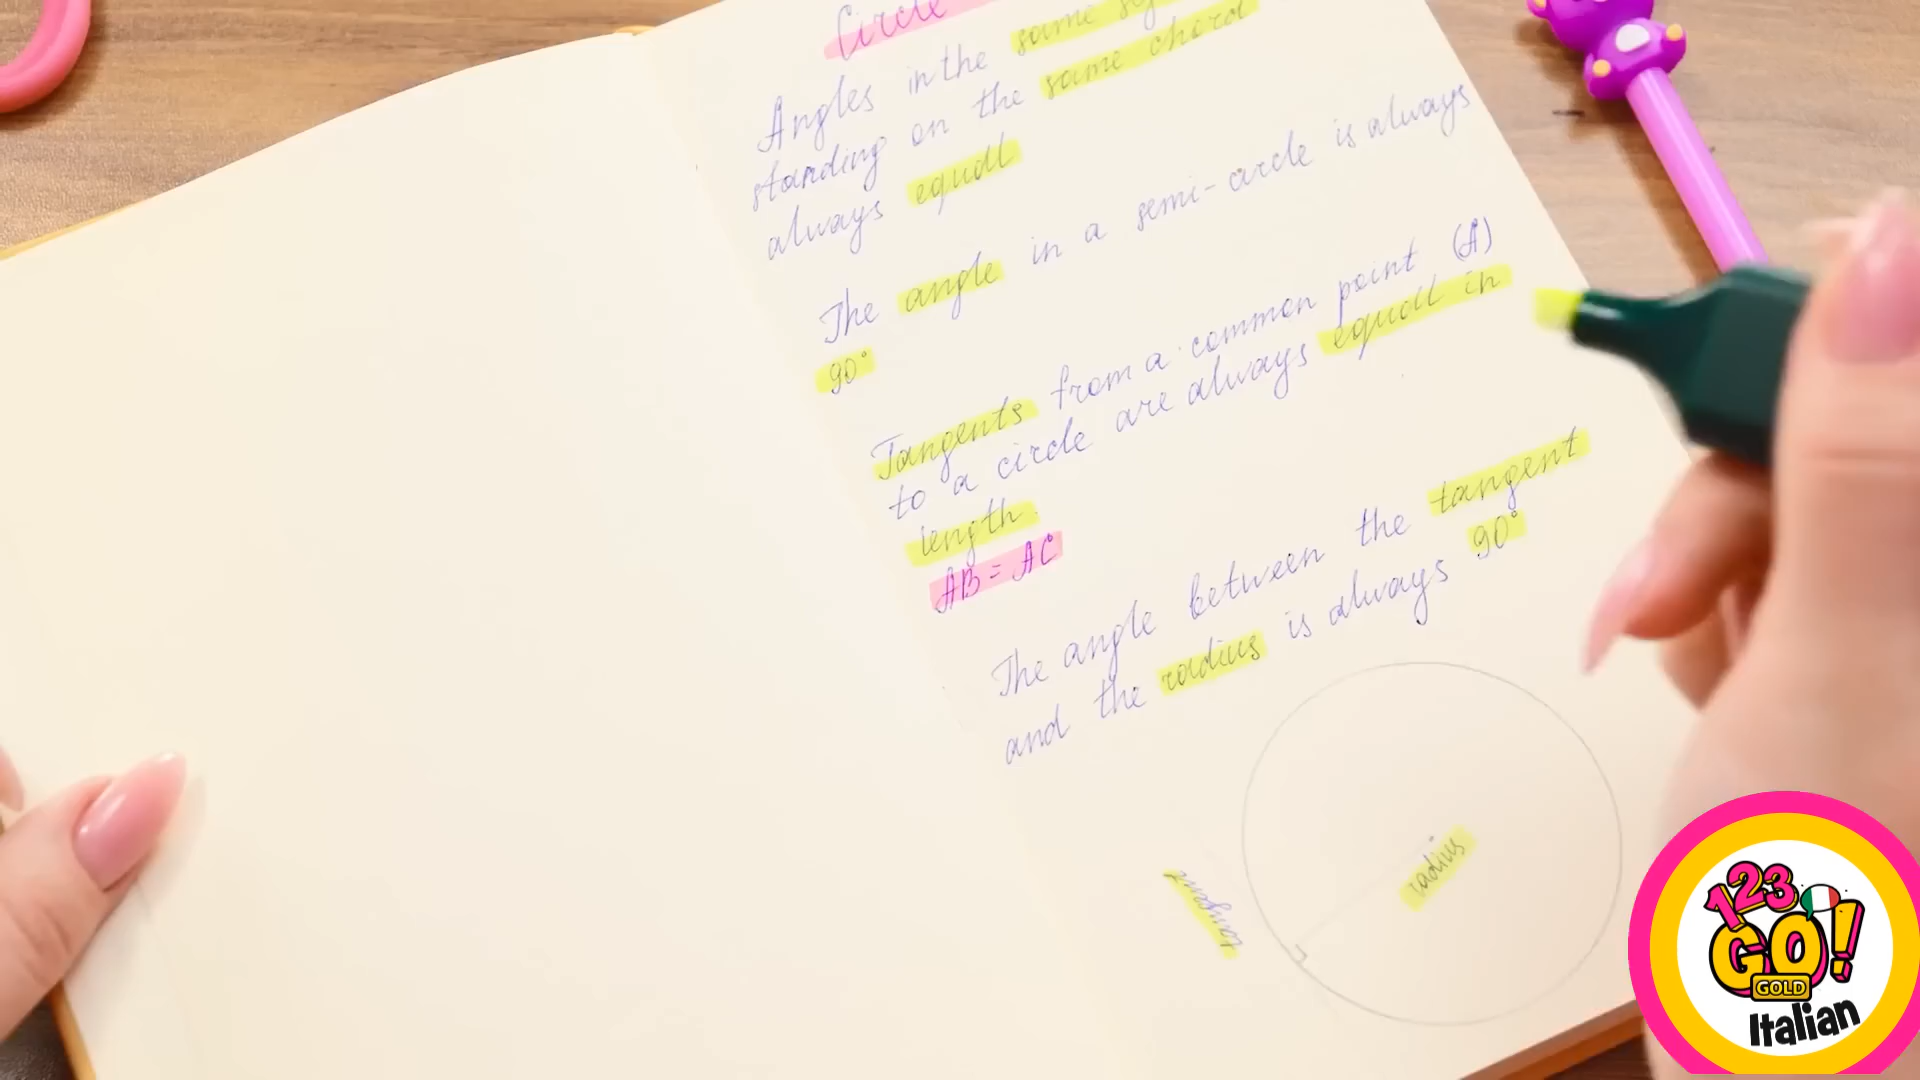 Circle
Angles in the same
standing on the same chord
always equall
The angle in a semi-circle is always
90°
Tangents from a common point (A)
to a circle are always equall in
length.
AB = AC
The angle between the tangent
and the radius is always 90°
radius
tangent
123
GO!
GOLD
Italian